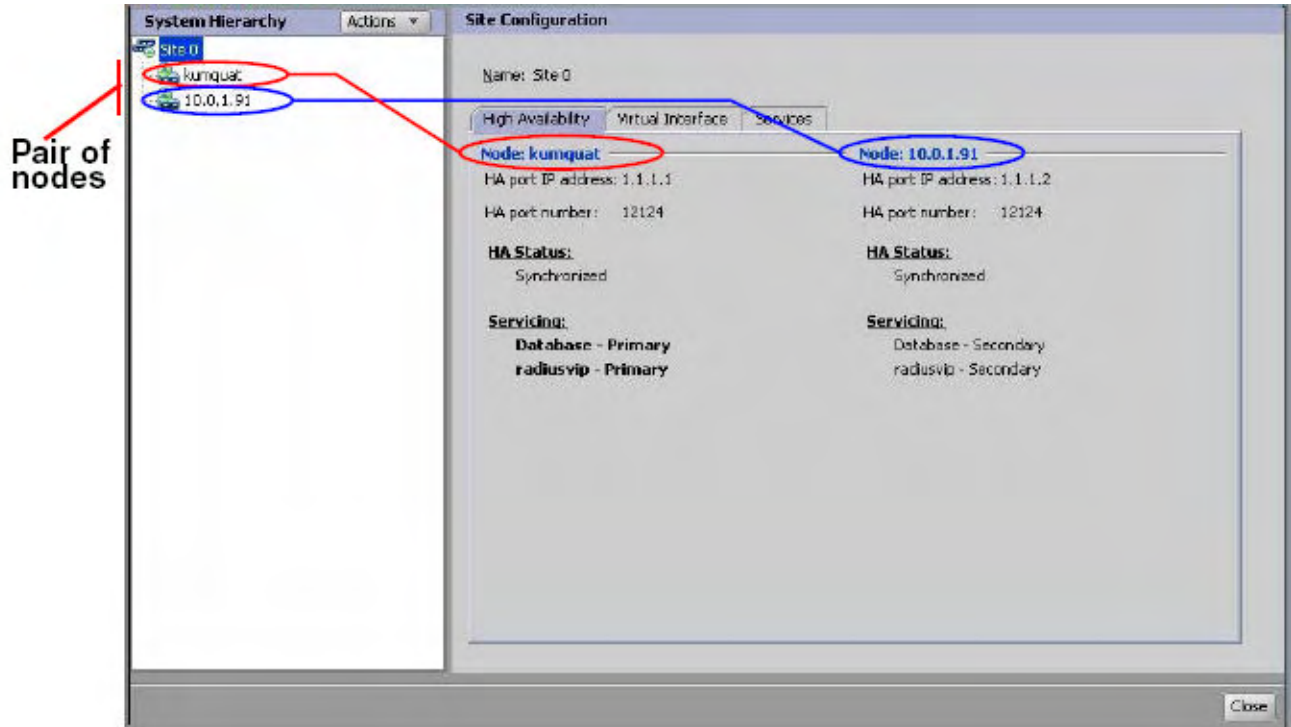 System Hierarchy
Actions
Site 0
kumquat
10.0.1.91
Pair of
nodes
Site Configuration
Name: Site 0
High Availability
Virtual Interface
Services
Node: kumquat
HA port IP address: 1.1.1.1
HA port number: 12124
HA Status:
Synchronized
Servicing:
Database - Primary
radiusvip - Primary
Node: 10.0.1.91
HA port IP address: 1.1.1.2
HA port number: 12124
HA Status:
Synchronized
Servicing:
Database - Secondary
radiusvip - Secondary
Close